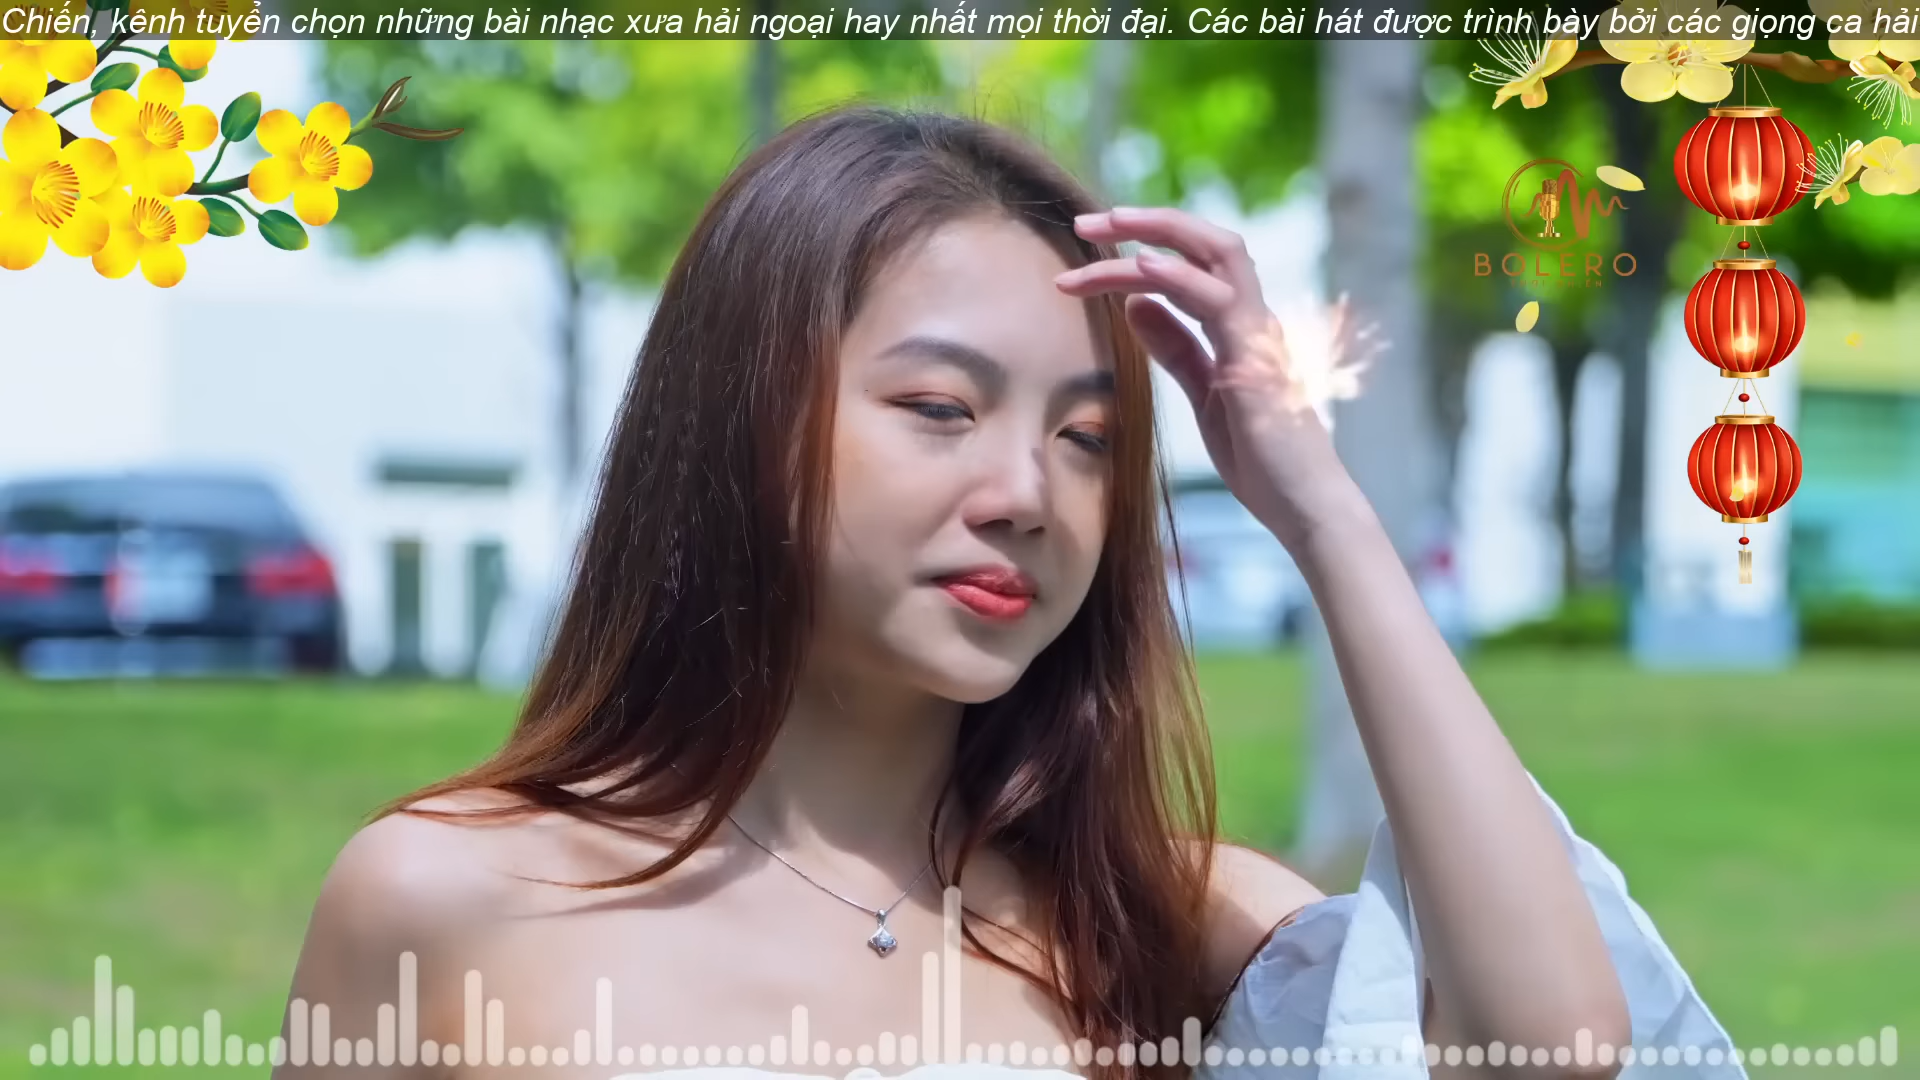 Chiến, kênh tuyển chọn những bài nhạc xưa hải ngoại hay nhất mọi thời đại. Các bài hát được trình bày bởi các giọng ca hải
BOLERO